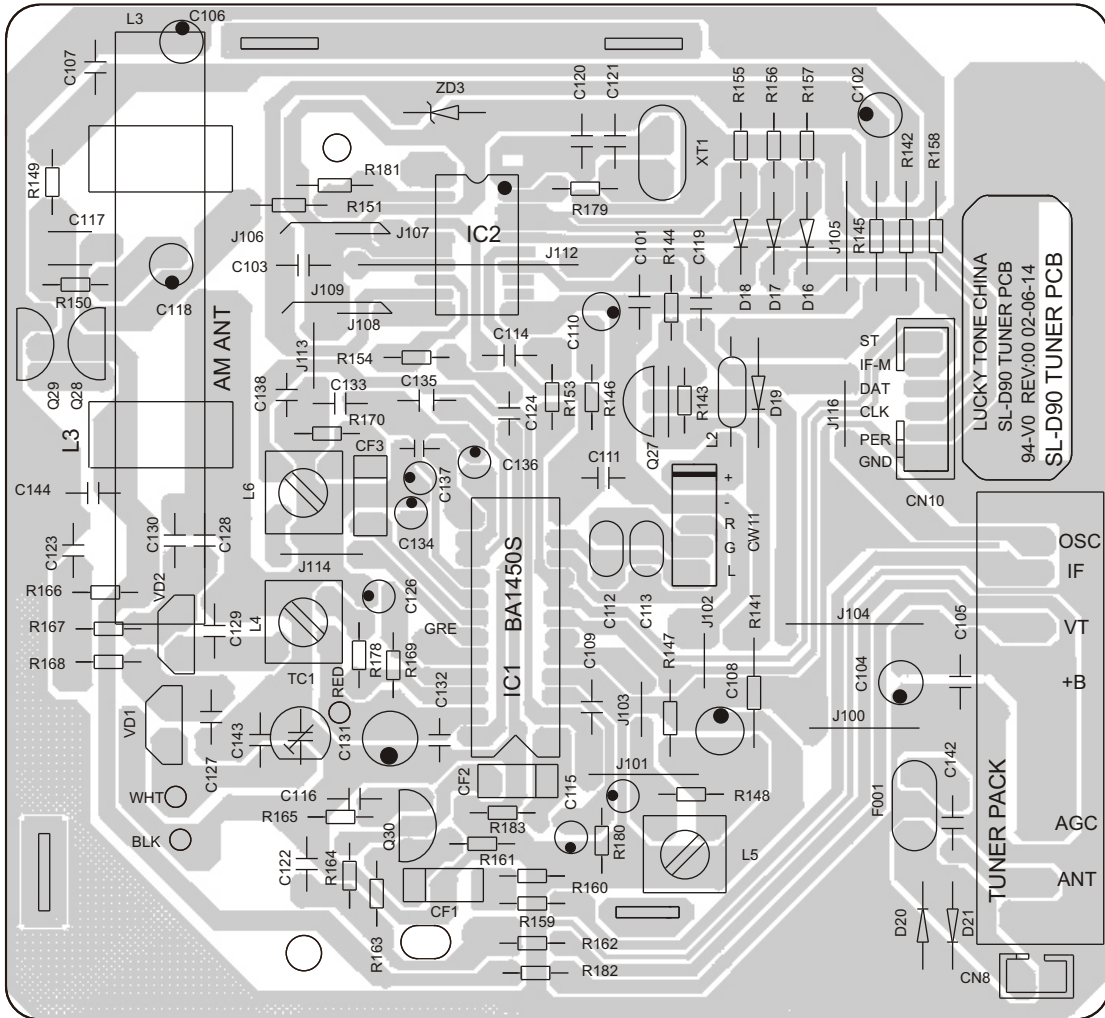 L3
C106
C107
C120
C121
R155
R156
R157
C102
ZD3
XT1
R142
R158
R149
R181
R151
R179
C117
J106
J107
IC2
J112
C101
R144
C119
J105
R145
C103
R150
C118
J109
J108
D18
D17
D16
C110
C114
J113
R154
AM ANT
Q29
Q28
C138
C133
C135
R170
C124
R153
R146
R143
Q27
L2
D19
J116
ST
IF-M
DAT
CLK
PER
GND
CN10
LUCKY TONE CHINA
SL-D90 TUNER PCB
94-V0 REV:00 02-06-14
SL-D90 TUNER PCB
L3
CF3
C137
C136
C111
C144
L6
C134
+
-
R
G
L
CW11
C123
C130
C128
J114
OSC
IF
VT
+B
AGC
ANT
TUNER PACK
R166
VD2
R167
R168
C129
L4
C126
GRE
IC1
BA1450S
C112
C113
C109
R147
J102
R141
J104
C105
TC1
RED
R178
R169
C132
J103
C108
C104
J100
VD1
C127
C143
C131
CF2
C115
J101
R148
C142
F001
WHT
BLK
C116
R165
Q30
R183
R161
R180
L5
C122
R164
R163
CF1
R160
R159
R162
R182
D20
D21
CN8